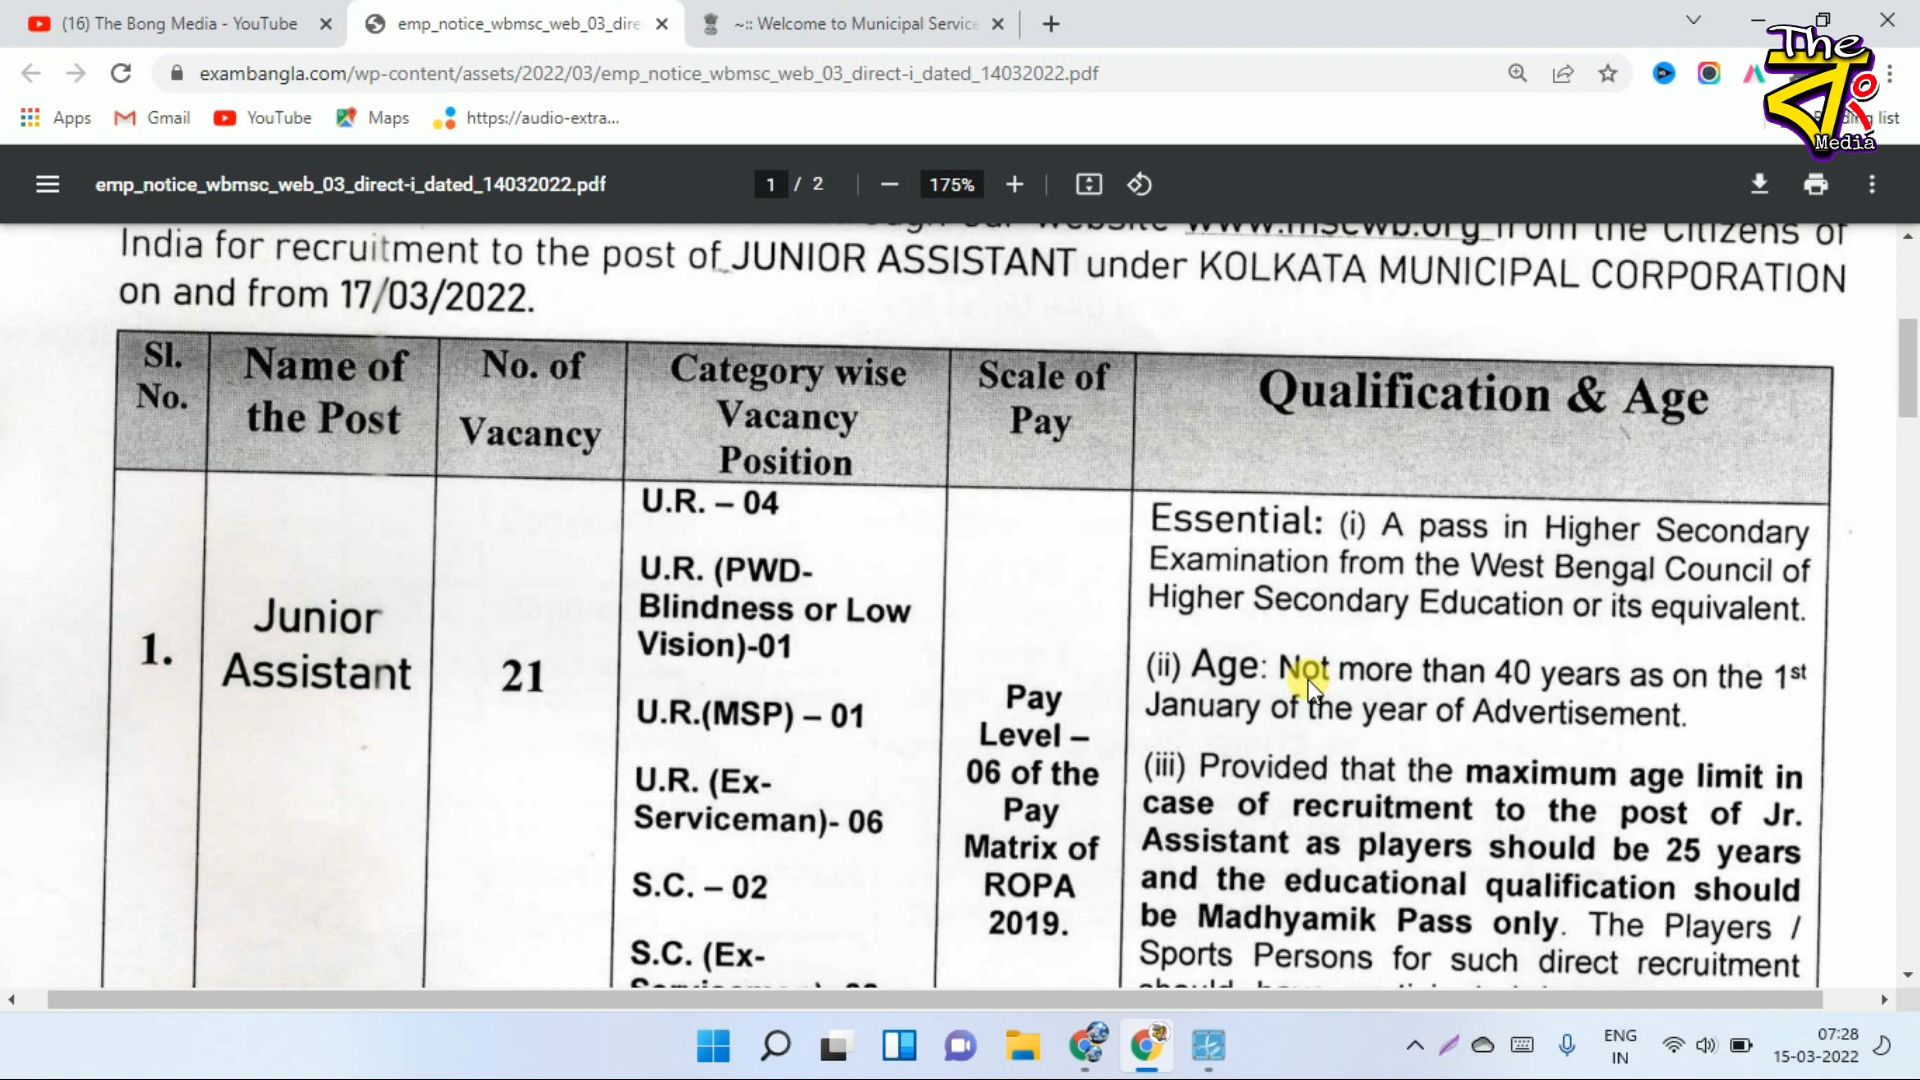 (16) The Bong Media - YouTube
emp_notice_wbmsc_web_03_dire
~:: Welcome to Municipal Service
exambangla.com/wp-content/assets/2022/03/emp_notice_wbmsc_web_03_direct-i_dated_14032022.pdf
The
Media
Apps
Gmail
YouTube
Maps
https://audio-extra...
list
emp_notice_wbmsc_web_03_direct-i_dated_14032022.pdf
1 / 2
175%
website www.mscwb.org from the Citizens of
India for recruitment to the post of JUNIOR ASSISTANT under KOLKATA MUNICIPAL CORPORATION
on and from 17/03/2022.
Sl.
No.
Name of
the Post
No. of
Vacancy
Category wise
Vacancy
Position
Scale of
Pay
Qualification & Age
1.
Junior
Assistant
21
U.R. – 04
U.R. (PWD-
Blindness or Low
Vision)-01
U.R.(MSP) – 01
U.R. (Ex-
Serviceman)- 06
S.C. – 02
S.C. (Ex-
Pay
Level –
06 of the
Pay
Matrix of
ROPA
2019.
Essential: (i) A pass in Higher Secondary
Examination from the West Bengal Council of
Higher Secondary Education or its equivalent.
(ii) Age: Not more than 40 years as on the 1st
January of the year of Advertisement.
(iii) Provided that the maximum age limit in
case of recruitment to the post of Jr.
Assistant as players should be 25 years
and the educational qualification should
be Madhyamik Pass only. The Players /
Sports Persons for such direct recruitment
ENG
IN
07:28
15-03-2022